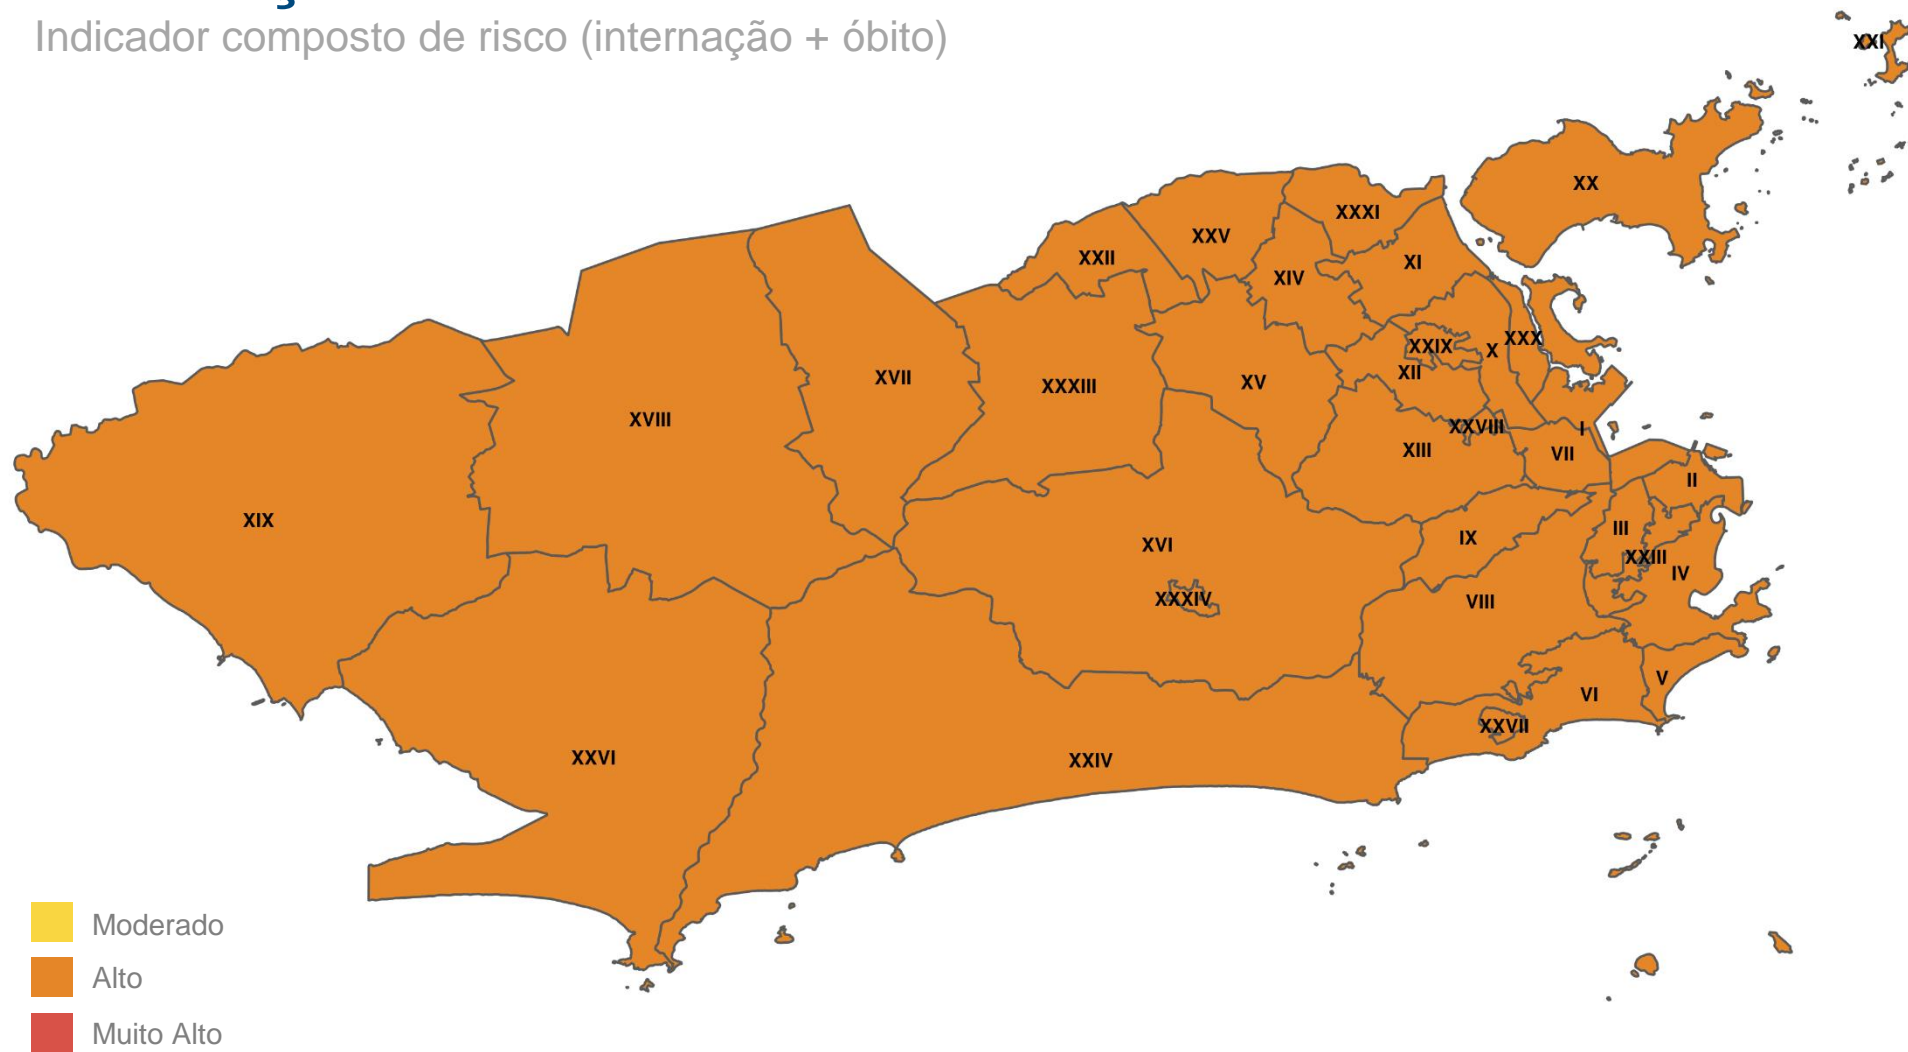 Indicador composto de risco (internação + óbito)
XXI
XX
XXXI
XXV
XXII
XI
XIV
XXX
XXIX
X
XII
XV
XVII
XXXIII
XVIII
XXVIII
I
XIII
VII
II
XIX
III
IX
XVI
XXIII
IV
XXXIV
VIII
V
VI
XXVII
XXVI
XXIV
Moderado
Alto
Muito Alto